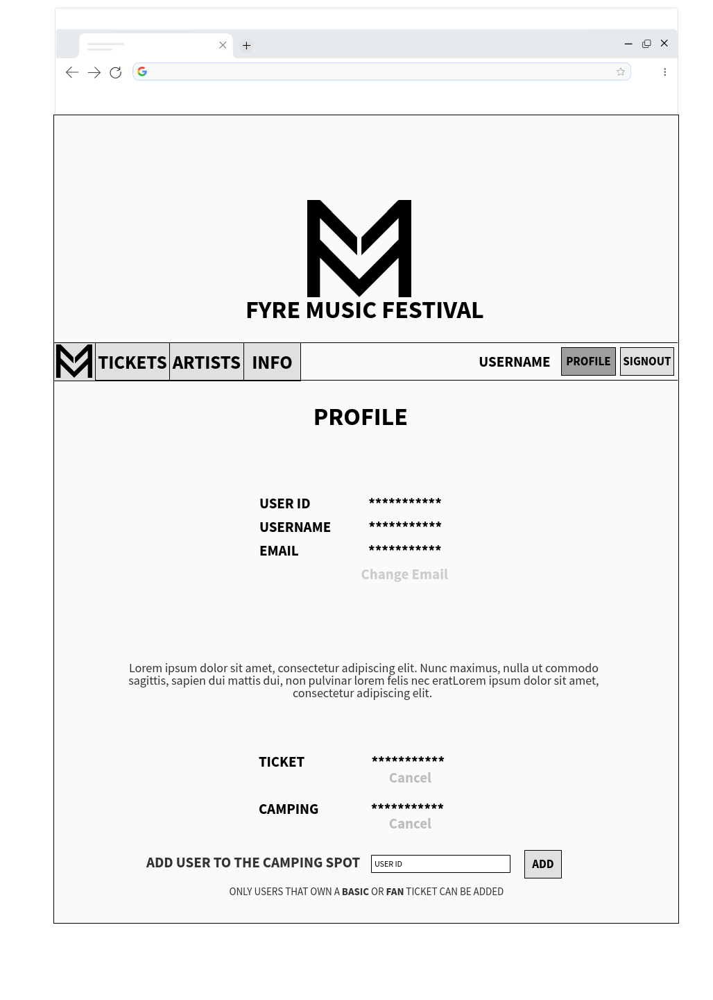 FYRE MUSIC FESTIVAL
TICKETS ARTISTS INFO USERNAME PROFILE SIGNOUT
PROFILE
USER ID ***********
USERNAME ***********
EMAIL ***********
Change Email
Lorem ipsum dolor sit amet, consectetur adipiscing elit. Nunc maximus, nulla ut commodo
sagittis, sapien dui mattis dui, non pulvinar lorem felis nec eratLorem ipsum dolor sit amet,
consectetur adipiscing elit.
TICKET ***********
Cancel
CAMPING ***********
Cancel
ADD USER TO THE CAMPING SPOT USER ID ADD
ONLY USERS THAT OWN A BASIC OR FAN TICKET CAN BE ADDED